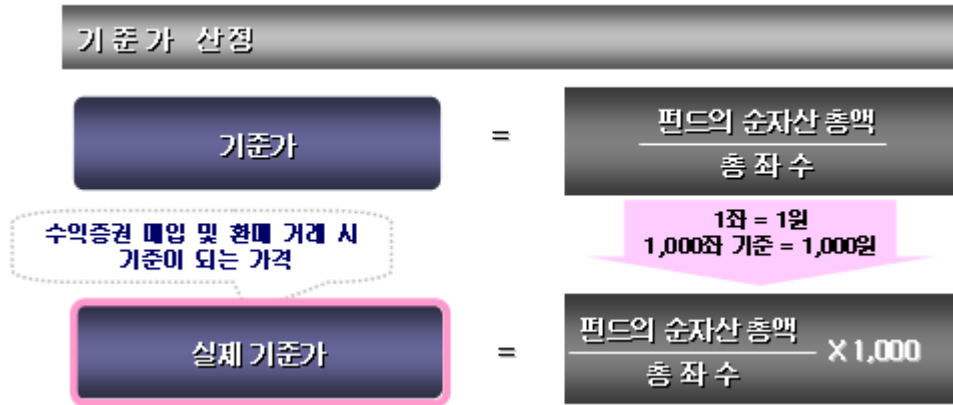 기준가 산정
기준가
=
펀드의 순자산 총액
총 좌 수
수익증권 매입 및 환매 거래 시
기준이 되는 가격
1좌 = 1원
1,000좌 기준 = 1,000원
실제 기준가
=
펀드의 순자산 총액
총 좌 수
X 1,000